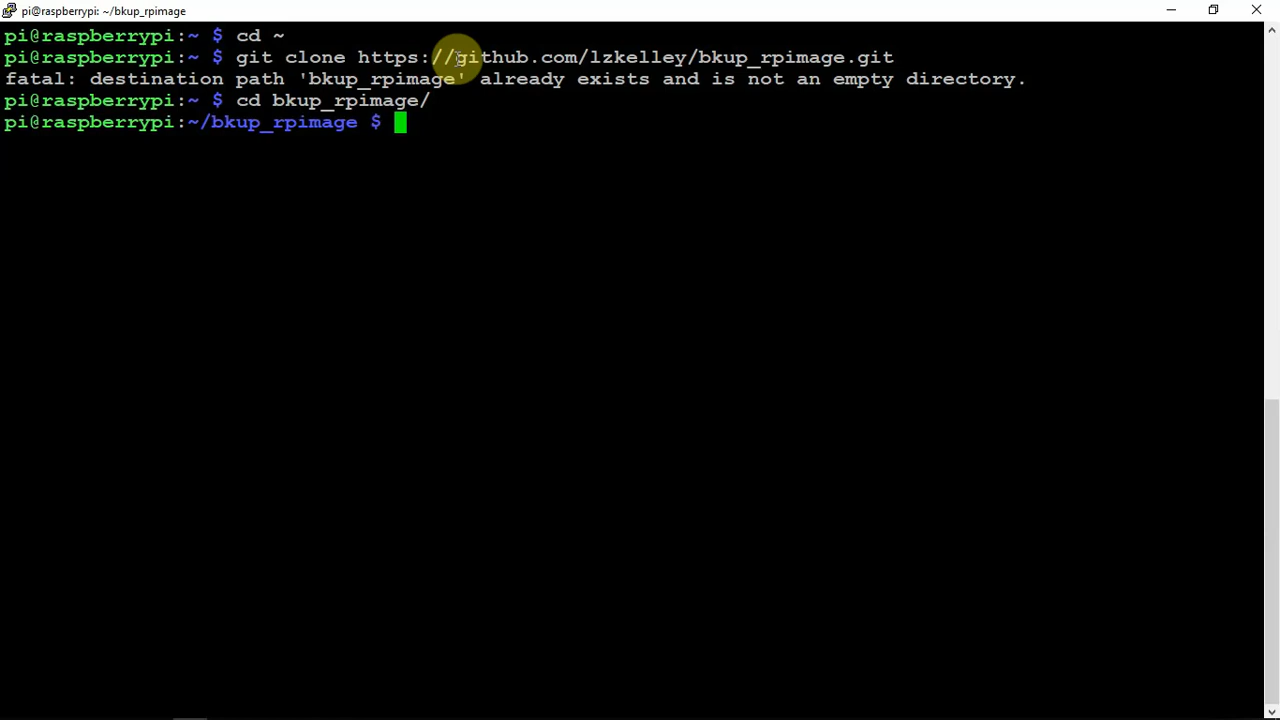 pi@raspberrypi: ~/bkup_rpimage
pi@raspberrypi:~ $ cd ~
pi@raspberrypi:~ $ git clone https://github.com/lzkelley/bkup_rpimage.git
fatal: destination path 'bkup_rpimage' already exists and is not an empty directory.
pi@raspberrypi:~ $ cd bkup_rpimage/
pi@raspberrypi:~/bkup_rpimage $